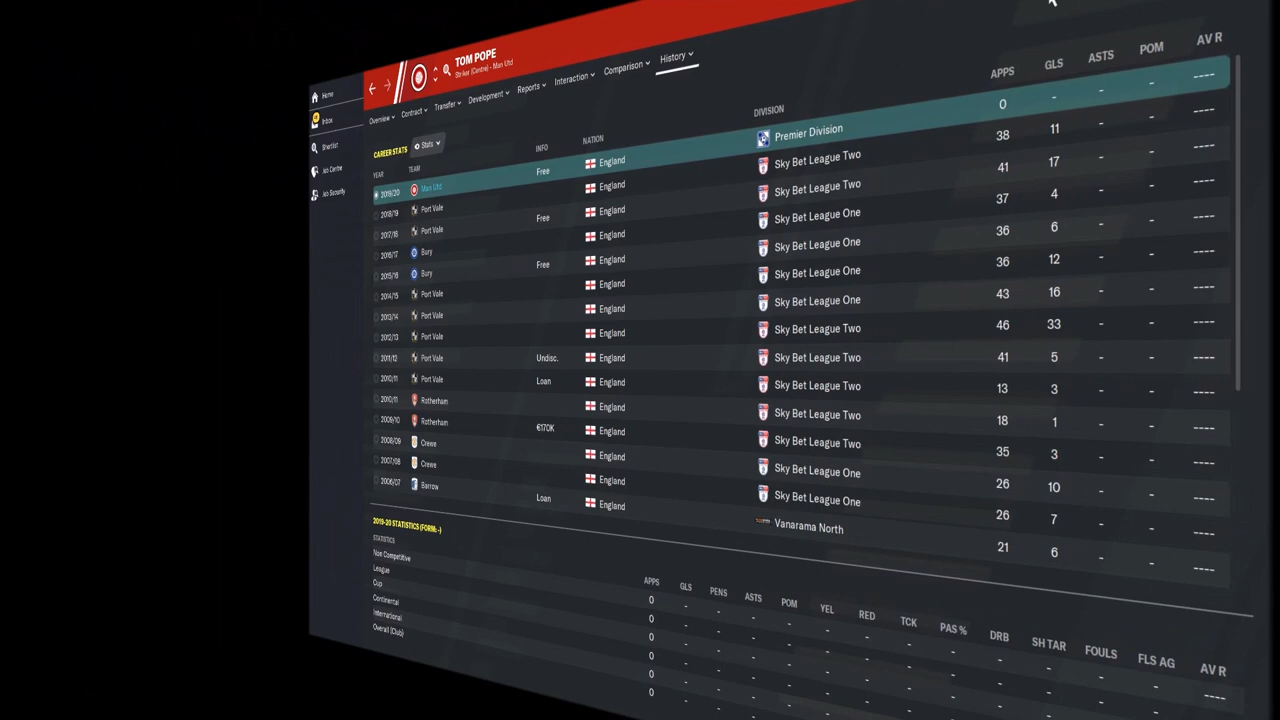 TOM POPE
Striker (Centre) - Man Utd
Home
Inbox
Shortlist
Job Centre
Job Security
Overview Contract Transfer Development Reports Interaction Comparison History
CAREER STATS Stats
YEAR TEAM INFO NATION DIVISION APPS GLS ASTS POM AV R
2019/20 Man Utd Free England Premier Division 0 - - - ----
2018/19 Port Vale England Sky Bet League Two 38 11 - - ----
2017/18 Port Vale Free England Sky Bet League Two 41 17 - - ----
2016/17 Bury England Sky Bet League One 37 4 - - ----
2015/16 Bury Free England Sky Bet League One 36 6 - - ----
2014/15 Port Vale England Sky Bet League One 36 12 - - ----
2013/14 Port Vale England Sky Bet League One 43 16 - - ----
2012/13 Port Vale England Sky Bet League Two 46 33 - - ----
2011/12 Port Vale Undisc. England Sky Bet League Two 41 5 - - ----
2010/11 Port Vale Loan England Sky Bet League Two 13 3 - - ----
2010/11 Rotherham England Sky Bet League Two 18 1 - - ----
2009/10 Rotherham €170K England Sky Bet League Two 35 3 - - ----
2008/09 Crewe England Sky Bet League One 26 10 - - ----
2007/08 Crewe England Sky Bet League One 26 7 - - ----
2006/07 Barrow Loan England Vanarama North 21 6 - - ----
2019-20 STATISTICS (FORM: -)
STATISTICS APPS GLS PENS ASTS POM YEL RED TCK PAS % DRB SH TAR FOULS FLS AG AV R
Non Competitive 0 - - - - - - - - - - - - ----
League 0 - - - - - - - - - - - -
Cup 0 - - - - - - - - - - -
Continental 0 - - - - - - - -
International 0 - - - - -
Overall (Club) 0 - - -